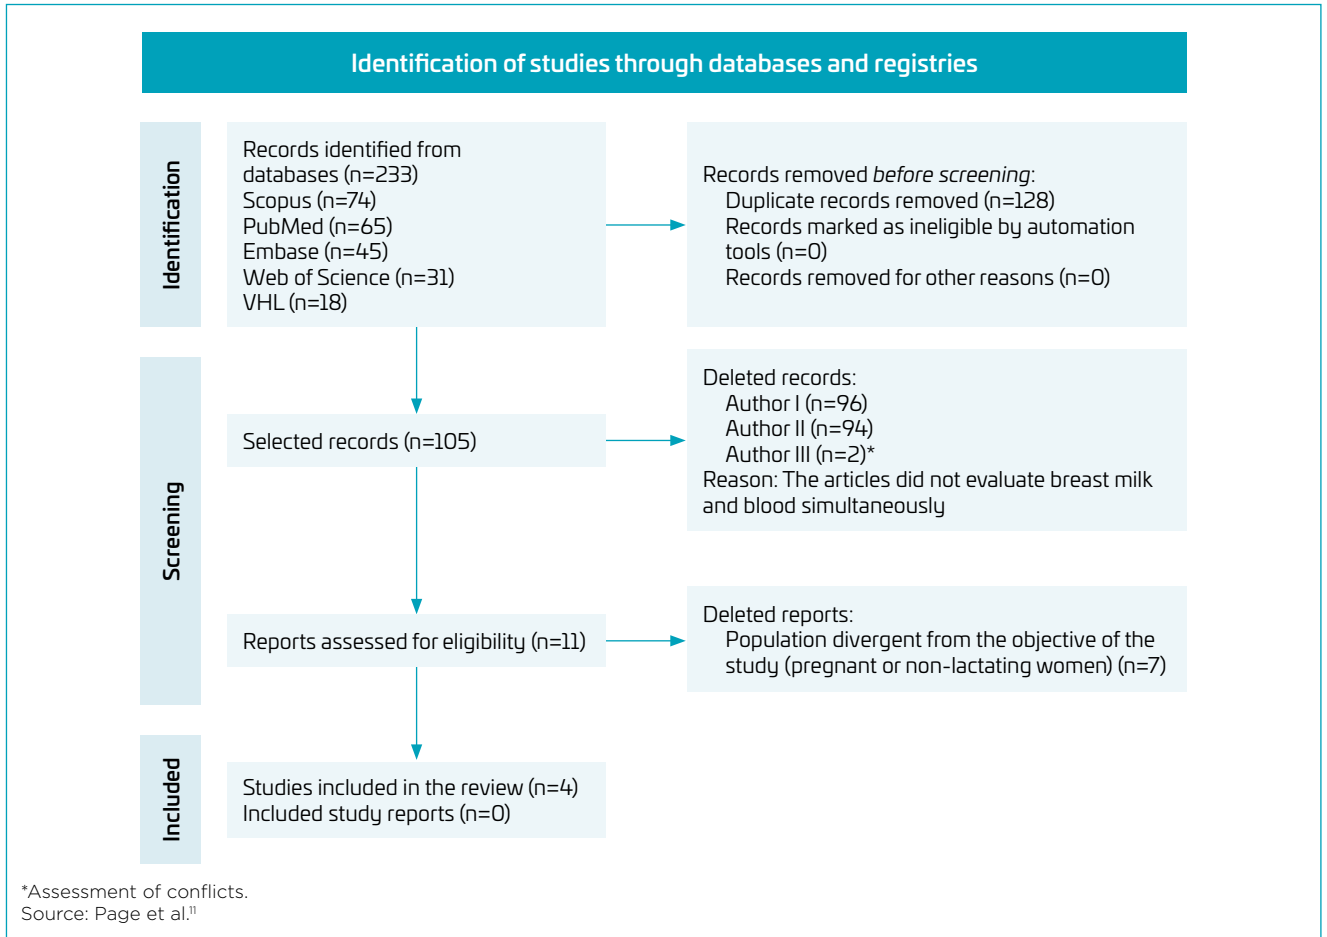 Identification of studies through databases and registries
Identification
Records identified from
databases (n=233)
Scopus (n=74)
PubMed (n=65)
Embase (n=45)
Web of Science (n=31)
VHL (n=18)
Records removed before screening:
Duplicate records removed (n=128)
Records marked as ineligible by automation
tools (n=0)
Records removed for other reasons (n=0)
Screening
Selected records (n=105)
Deleted records:
Author I (n=96)
Author II (n=94)
Author III (n=2)*
Reason: The articles did not evaluate breast milk
and blood simultaneously
Reports assessed for eligibility (n=11)
Deleted reports:
Population divergent from the objective of the
study (pregnant or non-lactating women) (n=7)
Included
Studies included in the review (n=4)
Included study reports (n=0)
*Assessment of conflicts.
Source: Page et al.¹¹